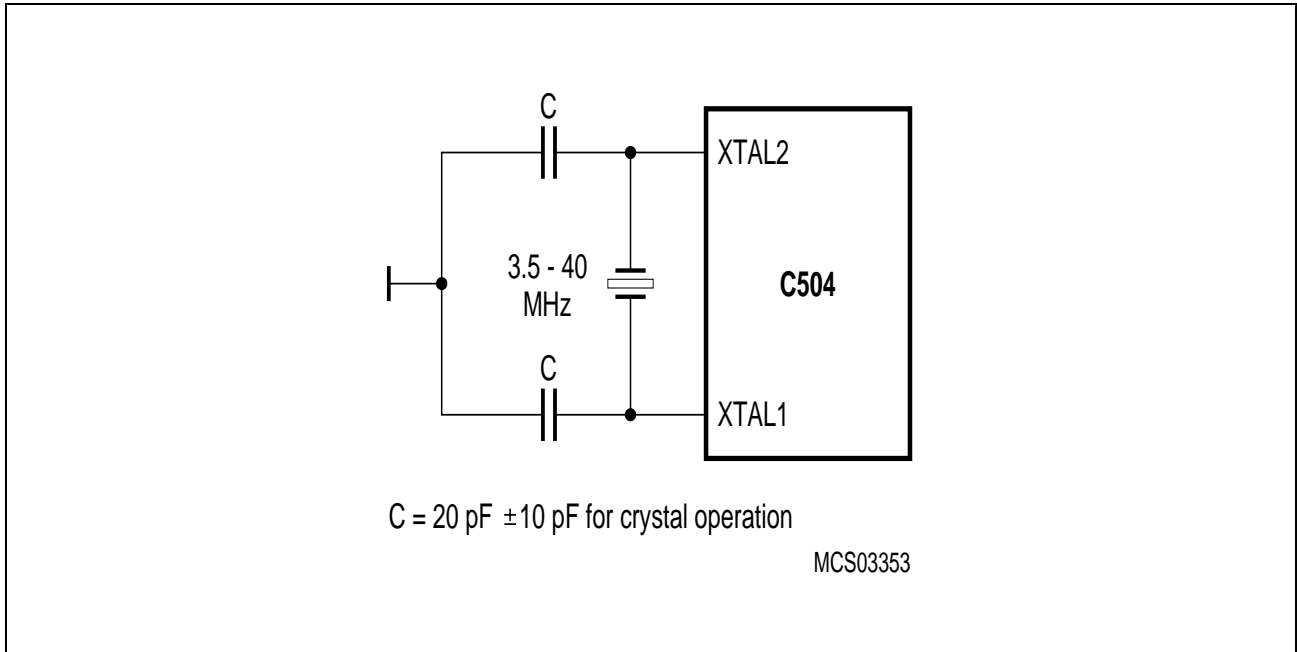 C
XTAL2
3.5 - 40
MHz
C504
C
XTAL1
C = 20 pF ±10 pF for crystal operation
MCS03353